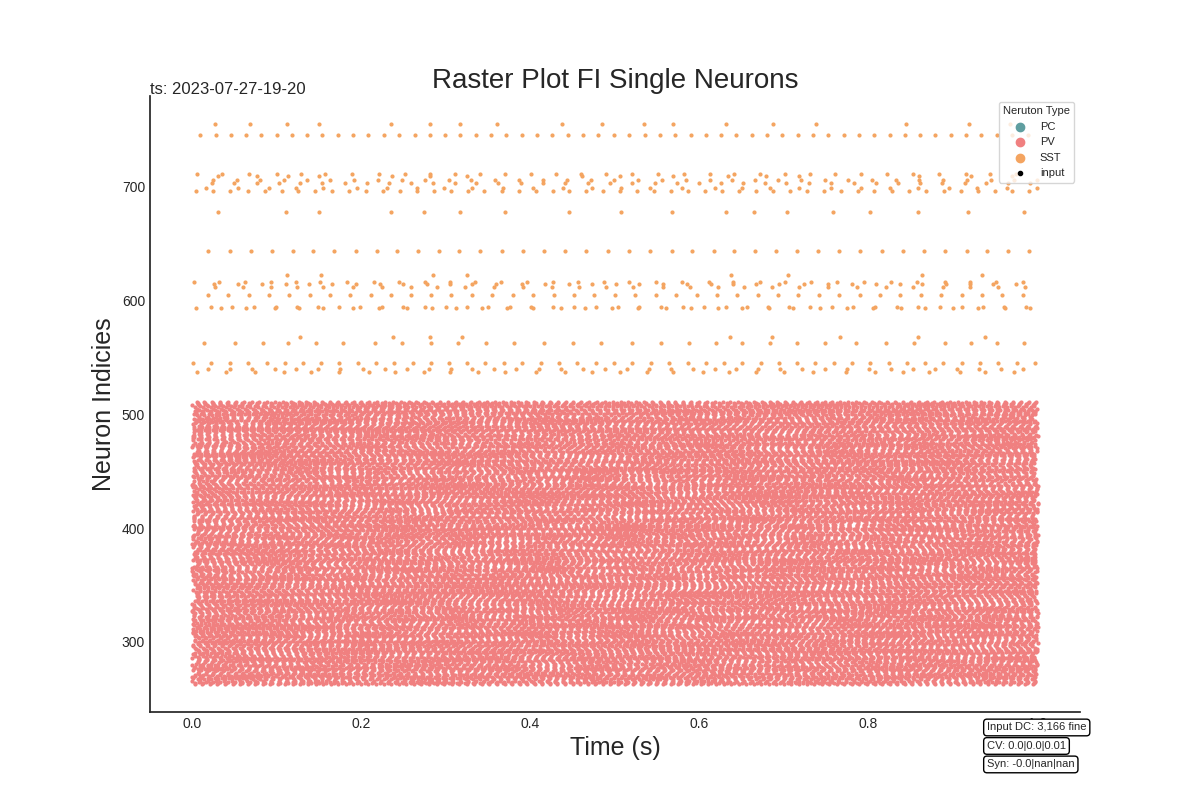 Raster Plot FI Single Neurons
ts: 2023-07-27-19-20
Neruton Type
PC
PV
SST
input
Neuron Indicies
700
600
500
400
300
0.0
0.2
0.4
0.6
0.8
Time (s)
Input DC: 3,166 fine
CV: 0.0|0.0|0.01
Syn: -0.0|nan|nan